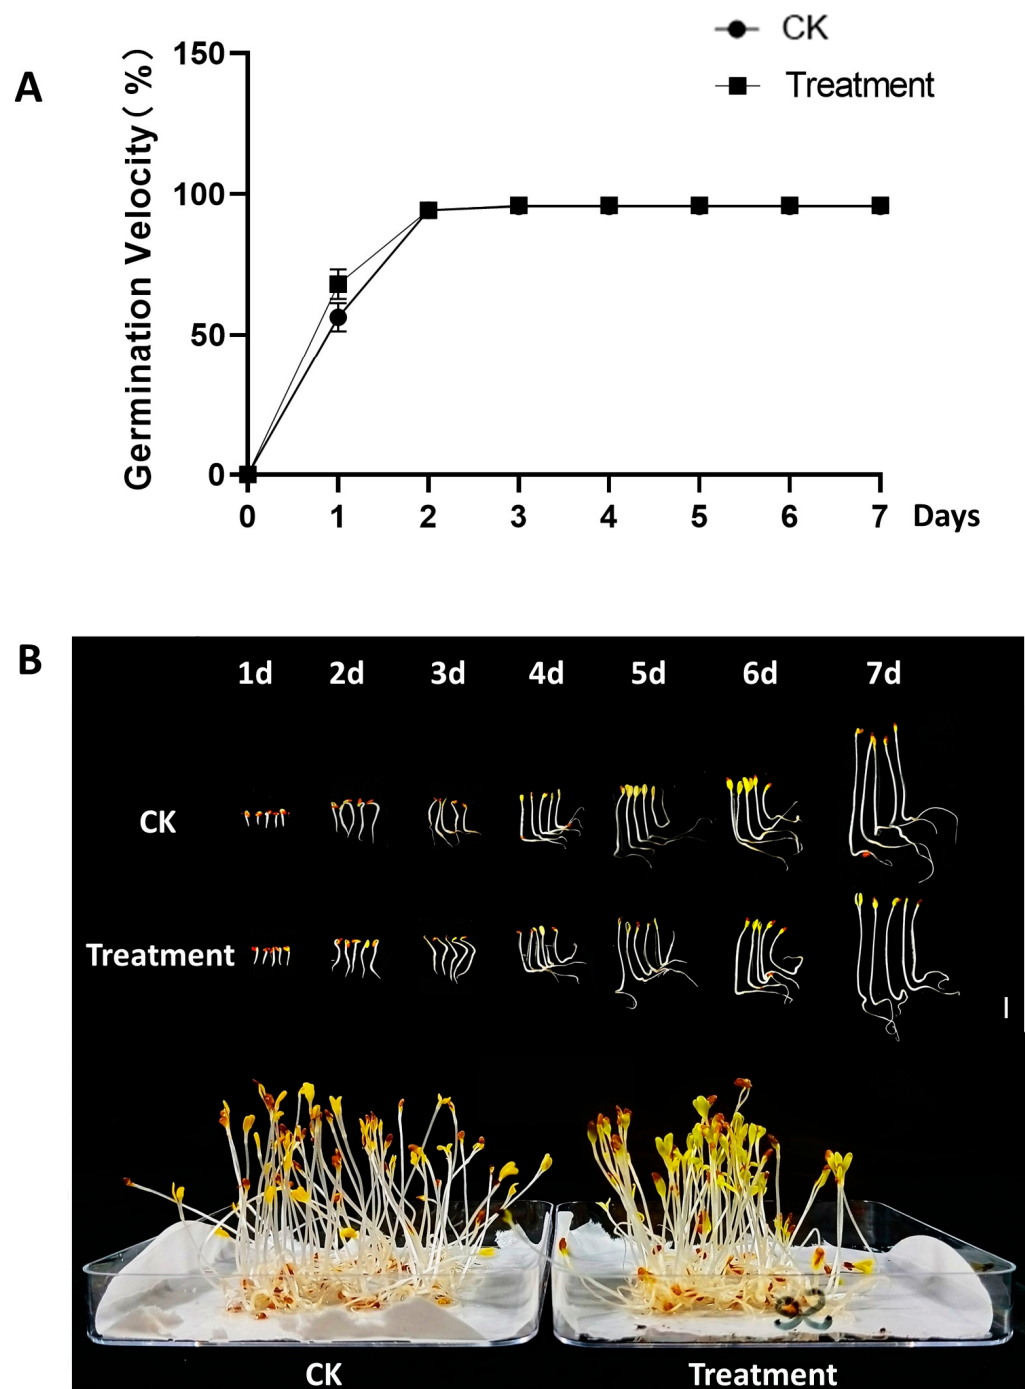 A
Germination Velocity( %)
150
100
50
0
CK
Treatment
0 1 2 3 4 5 6 7 Days
B
1d 2d 3d 4d 5d 6d 7d
CK
Treatment
CK Treatment